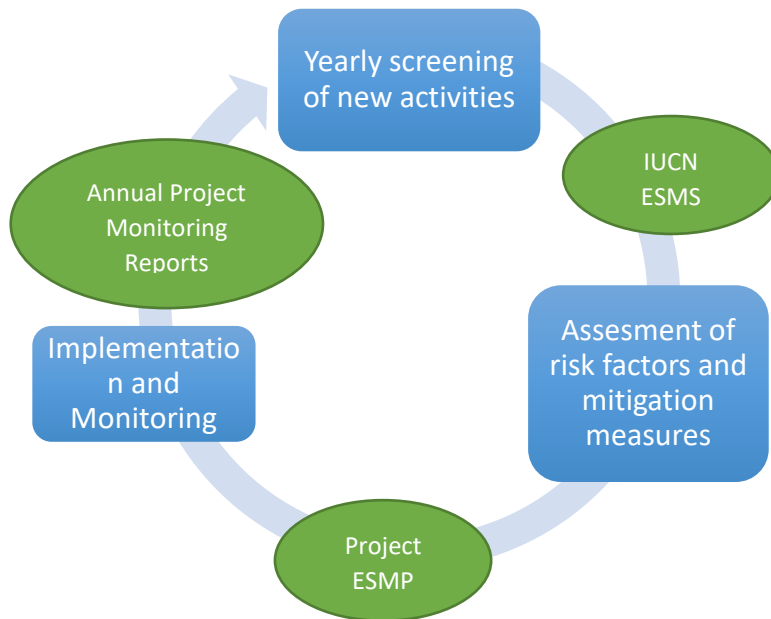 Yearly screening
of new activities
IUCN
ESMS
Assesment of
risk factors and
mitigation
measures
Project
ESMP
Implementatio
n and
Monitoring
Annual Project
Monitoring
Reports